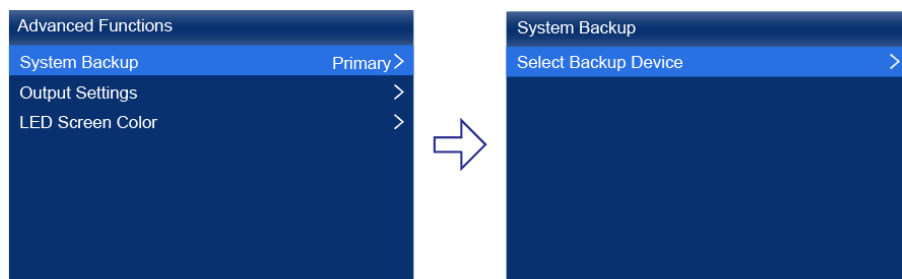 Advanced Functions
System Backup Primary>
Output Settings >
LED Screen Color >
System Backup
Select Backup Device >